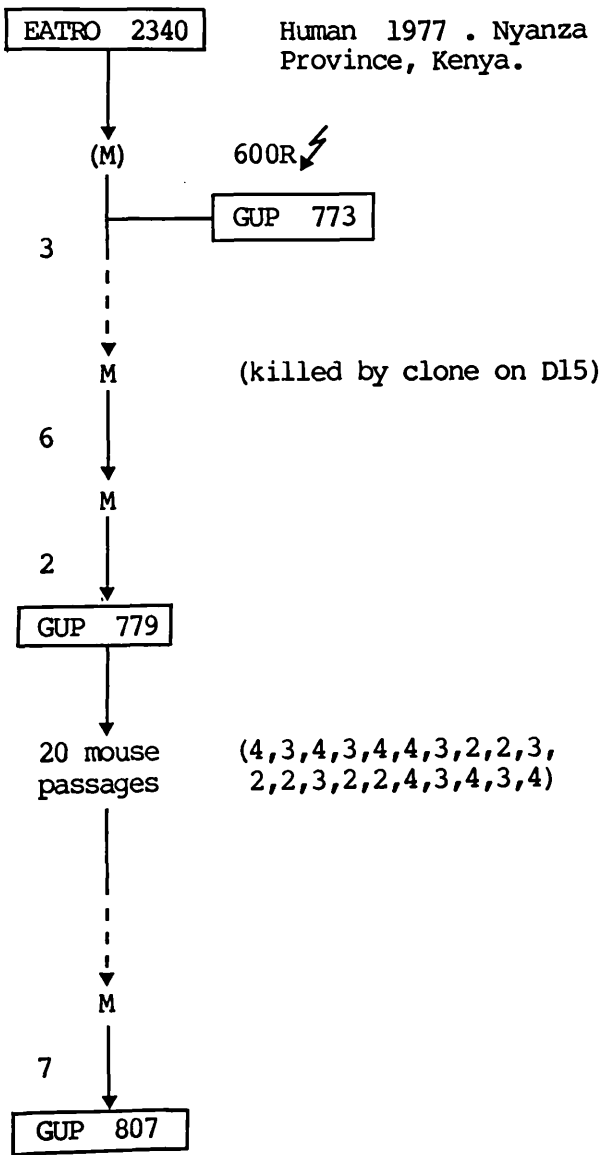 EATRO 2340
Human 1977 . Nyanza
Province, Kenya.
(M)
600R
GUP 773
3
M
(killed by clone on D15)
6
M
2
GUP 779
20 mouse
passages
(4,3,4,3,4,4,3,2,2,3,
2,2,3,2,2,4,3,4,3,4)
M
7
GUP 807